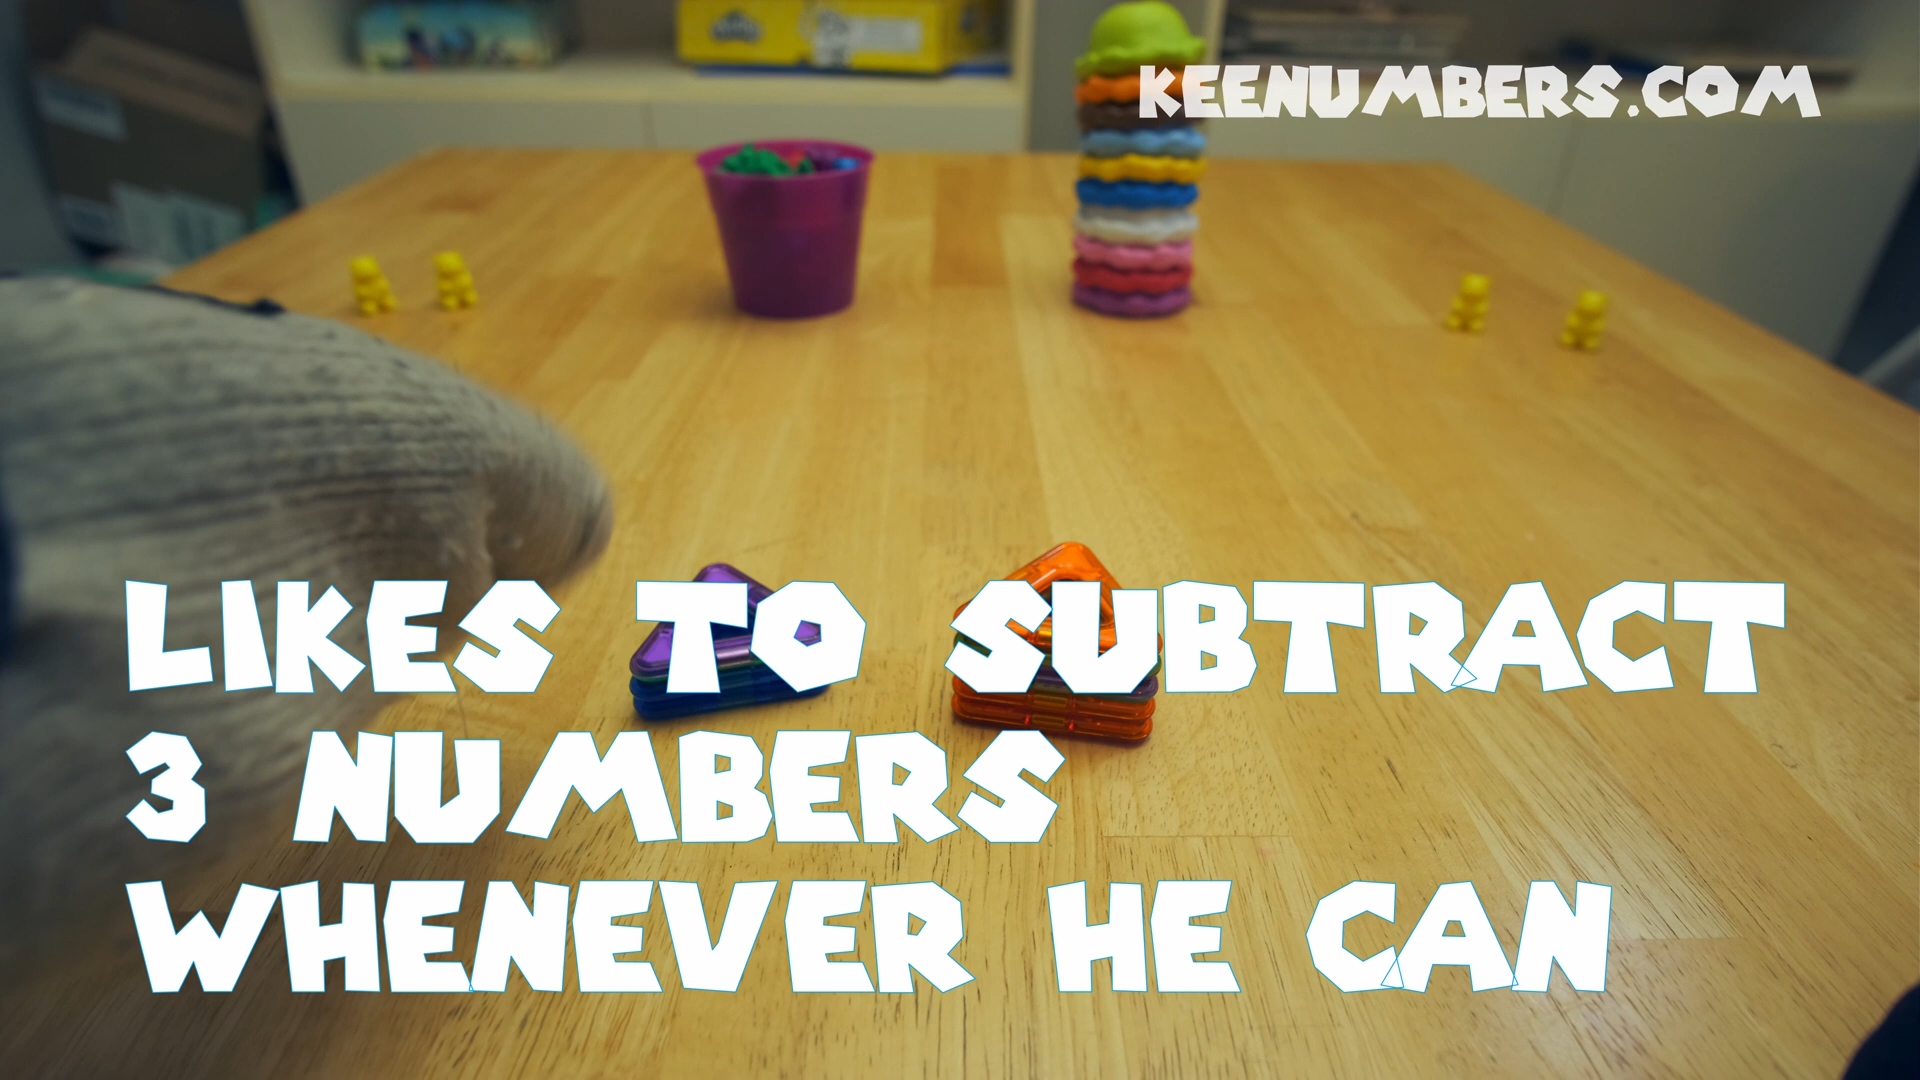 KEENUMBERS.COM
LIKES TO SUBTRACT
3 NUMBERS
WHENEVER HE CAN